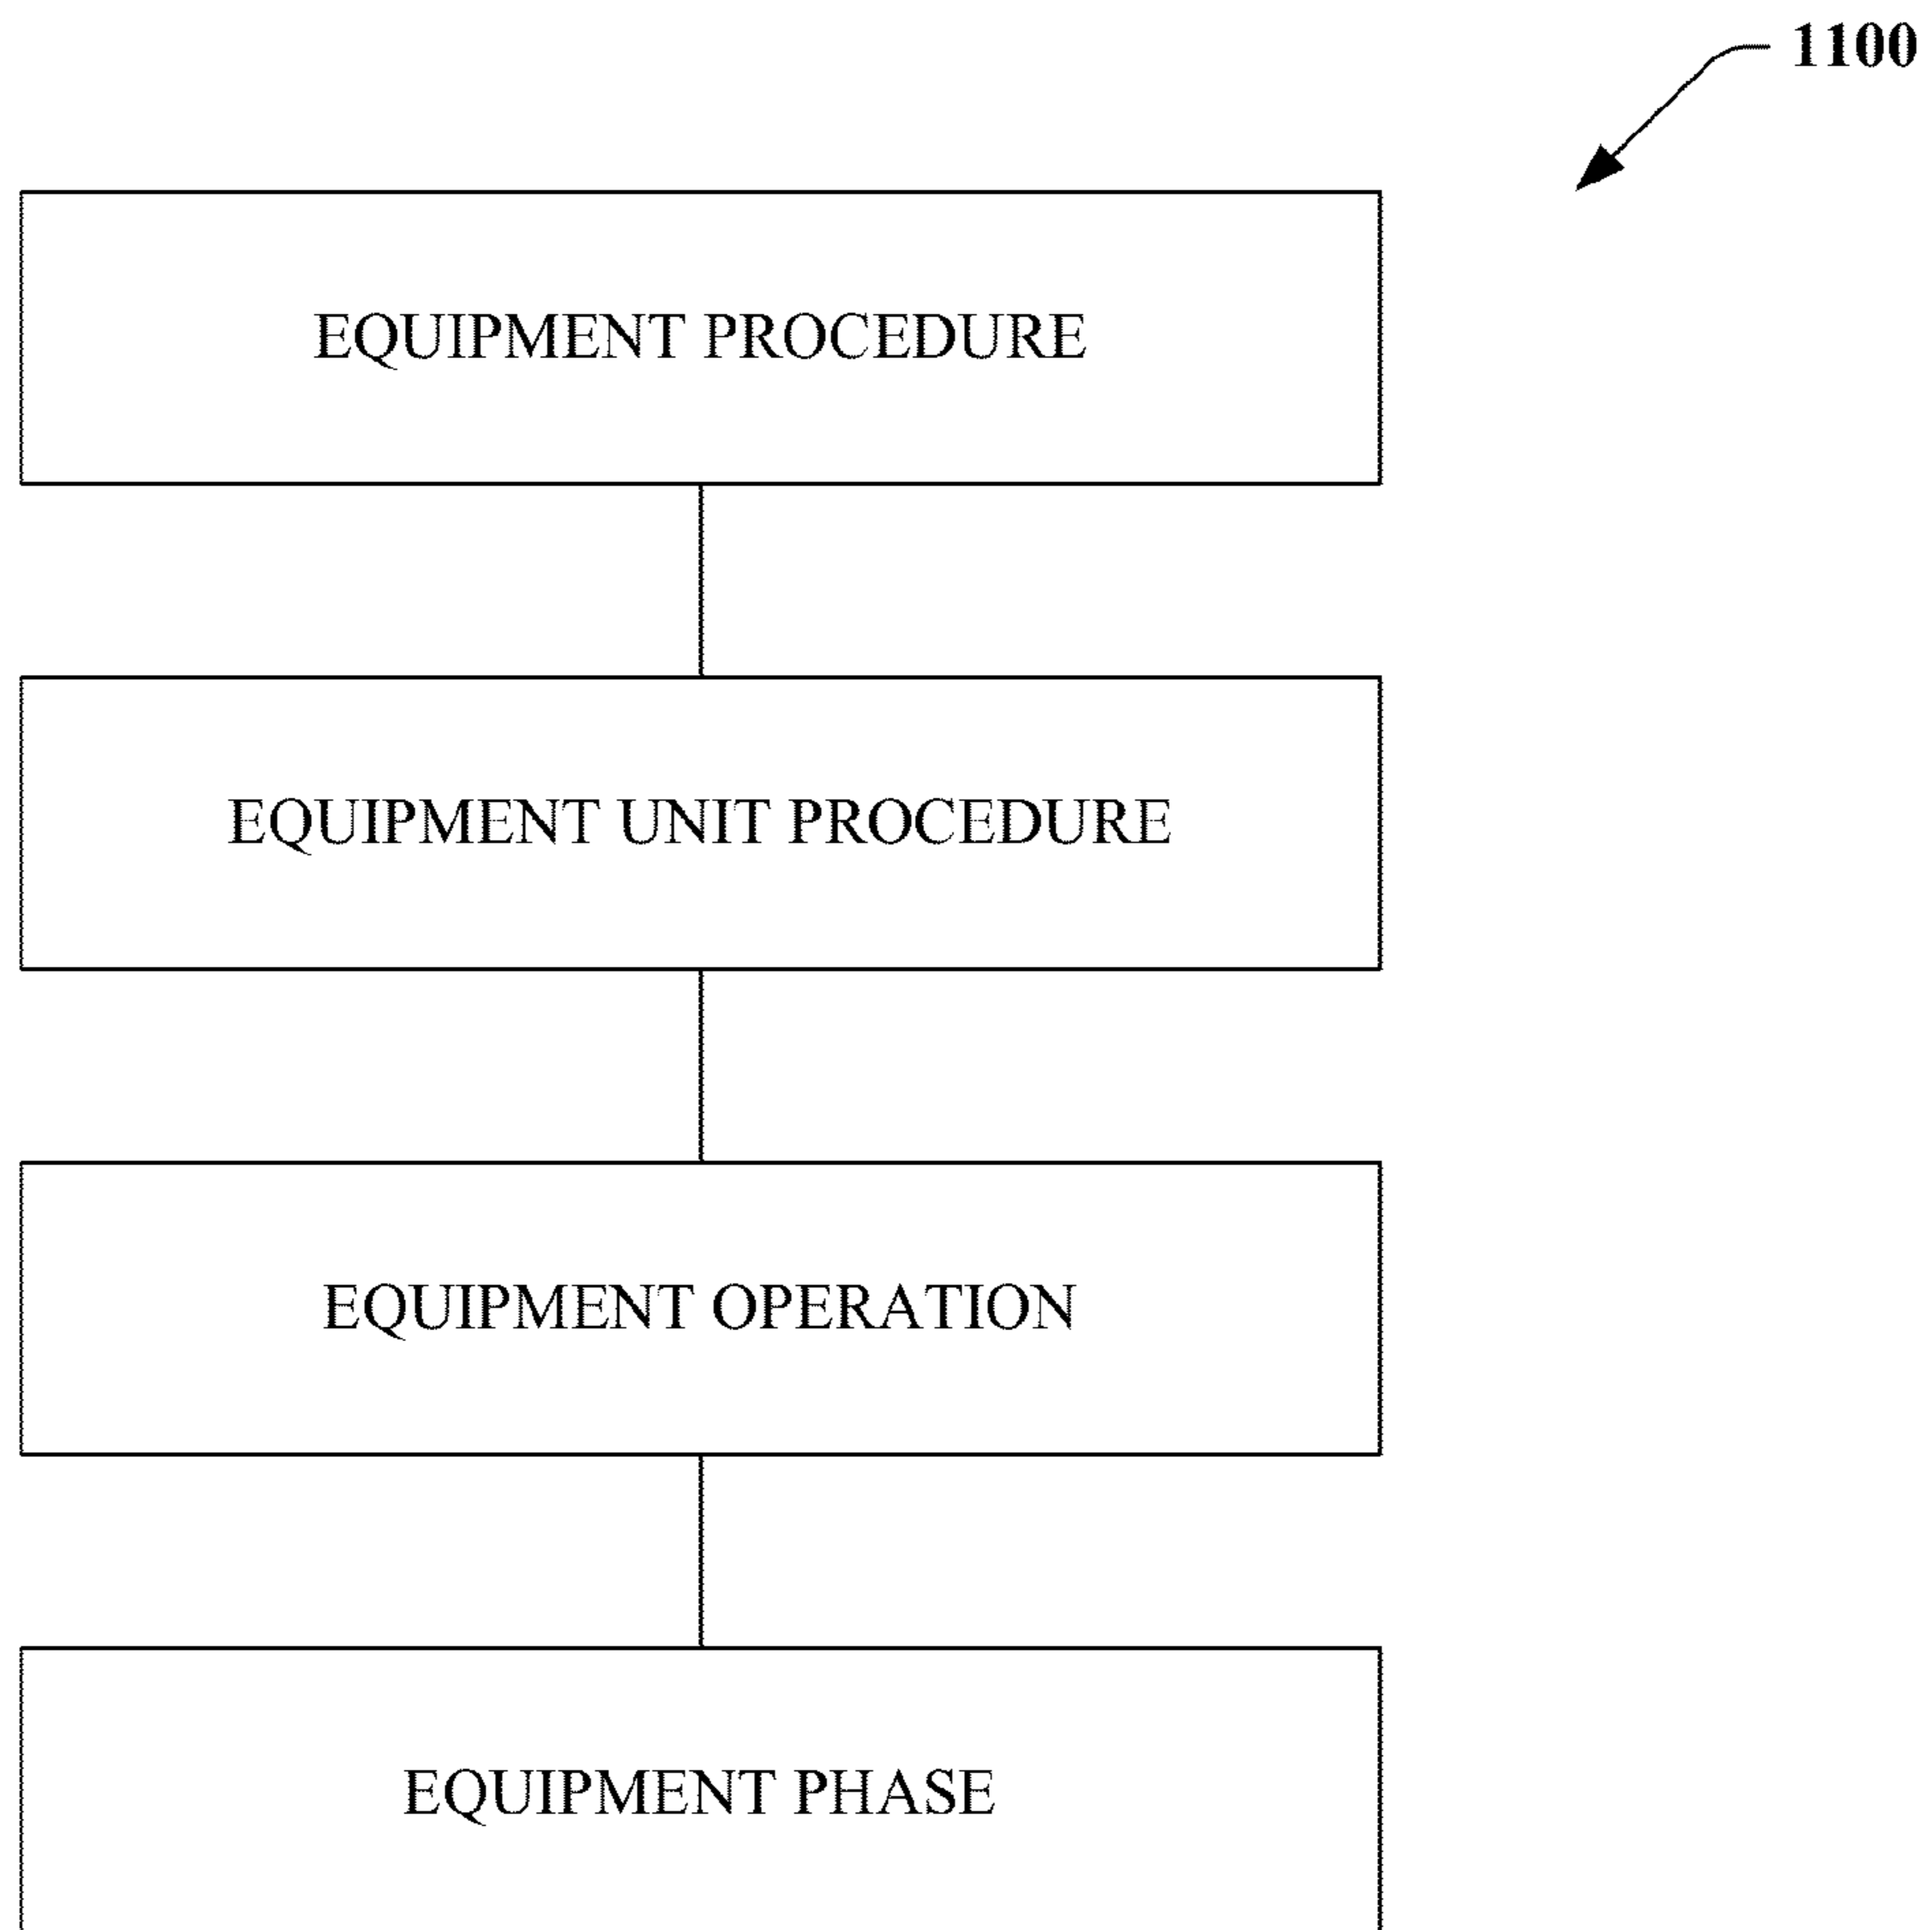 1100
EQUIPMENT PROCEDURE
EQUIPMENT UNIT PROCEDURE
EQUIPMENT OPERATION
EQUIPMENT PHASE